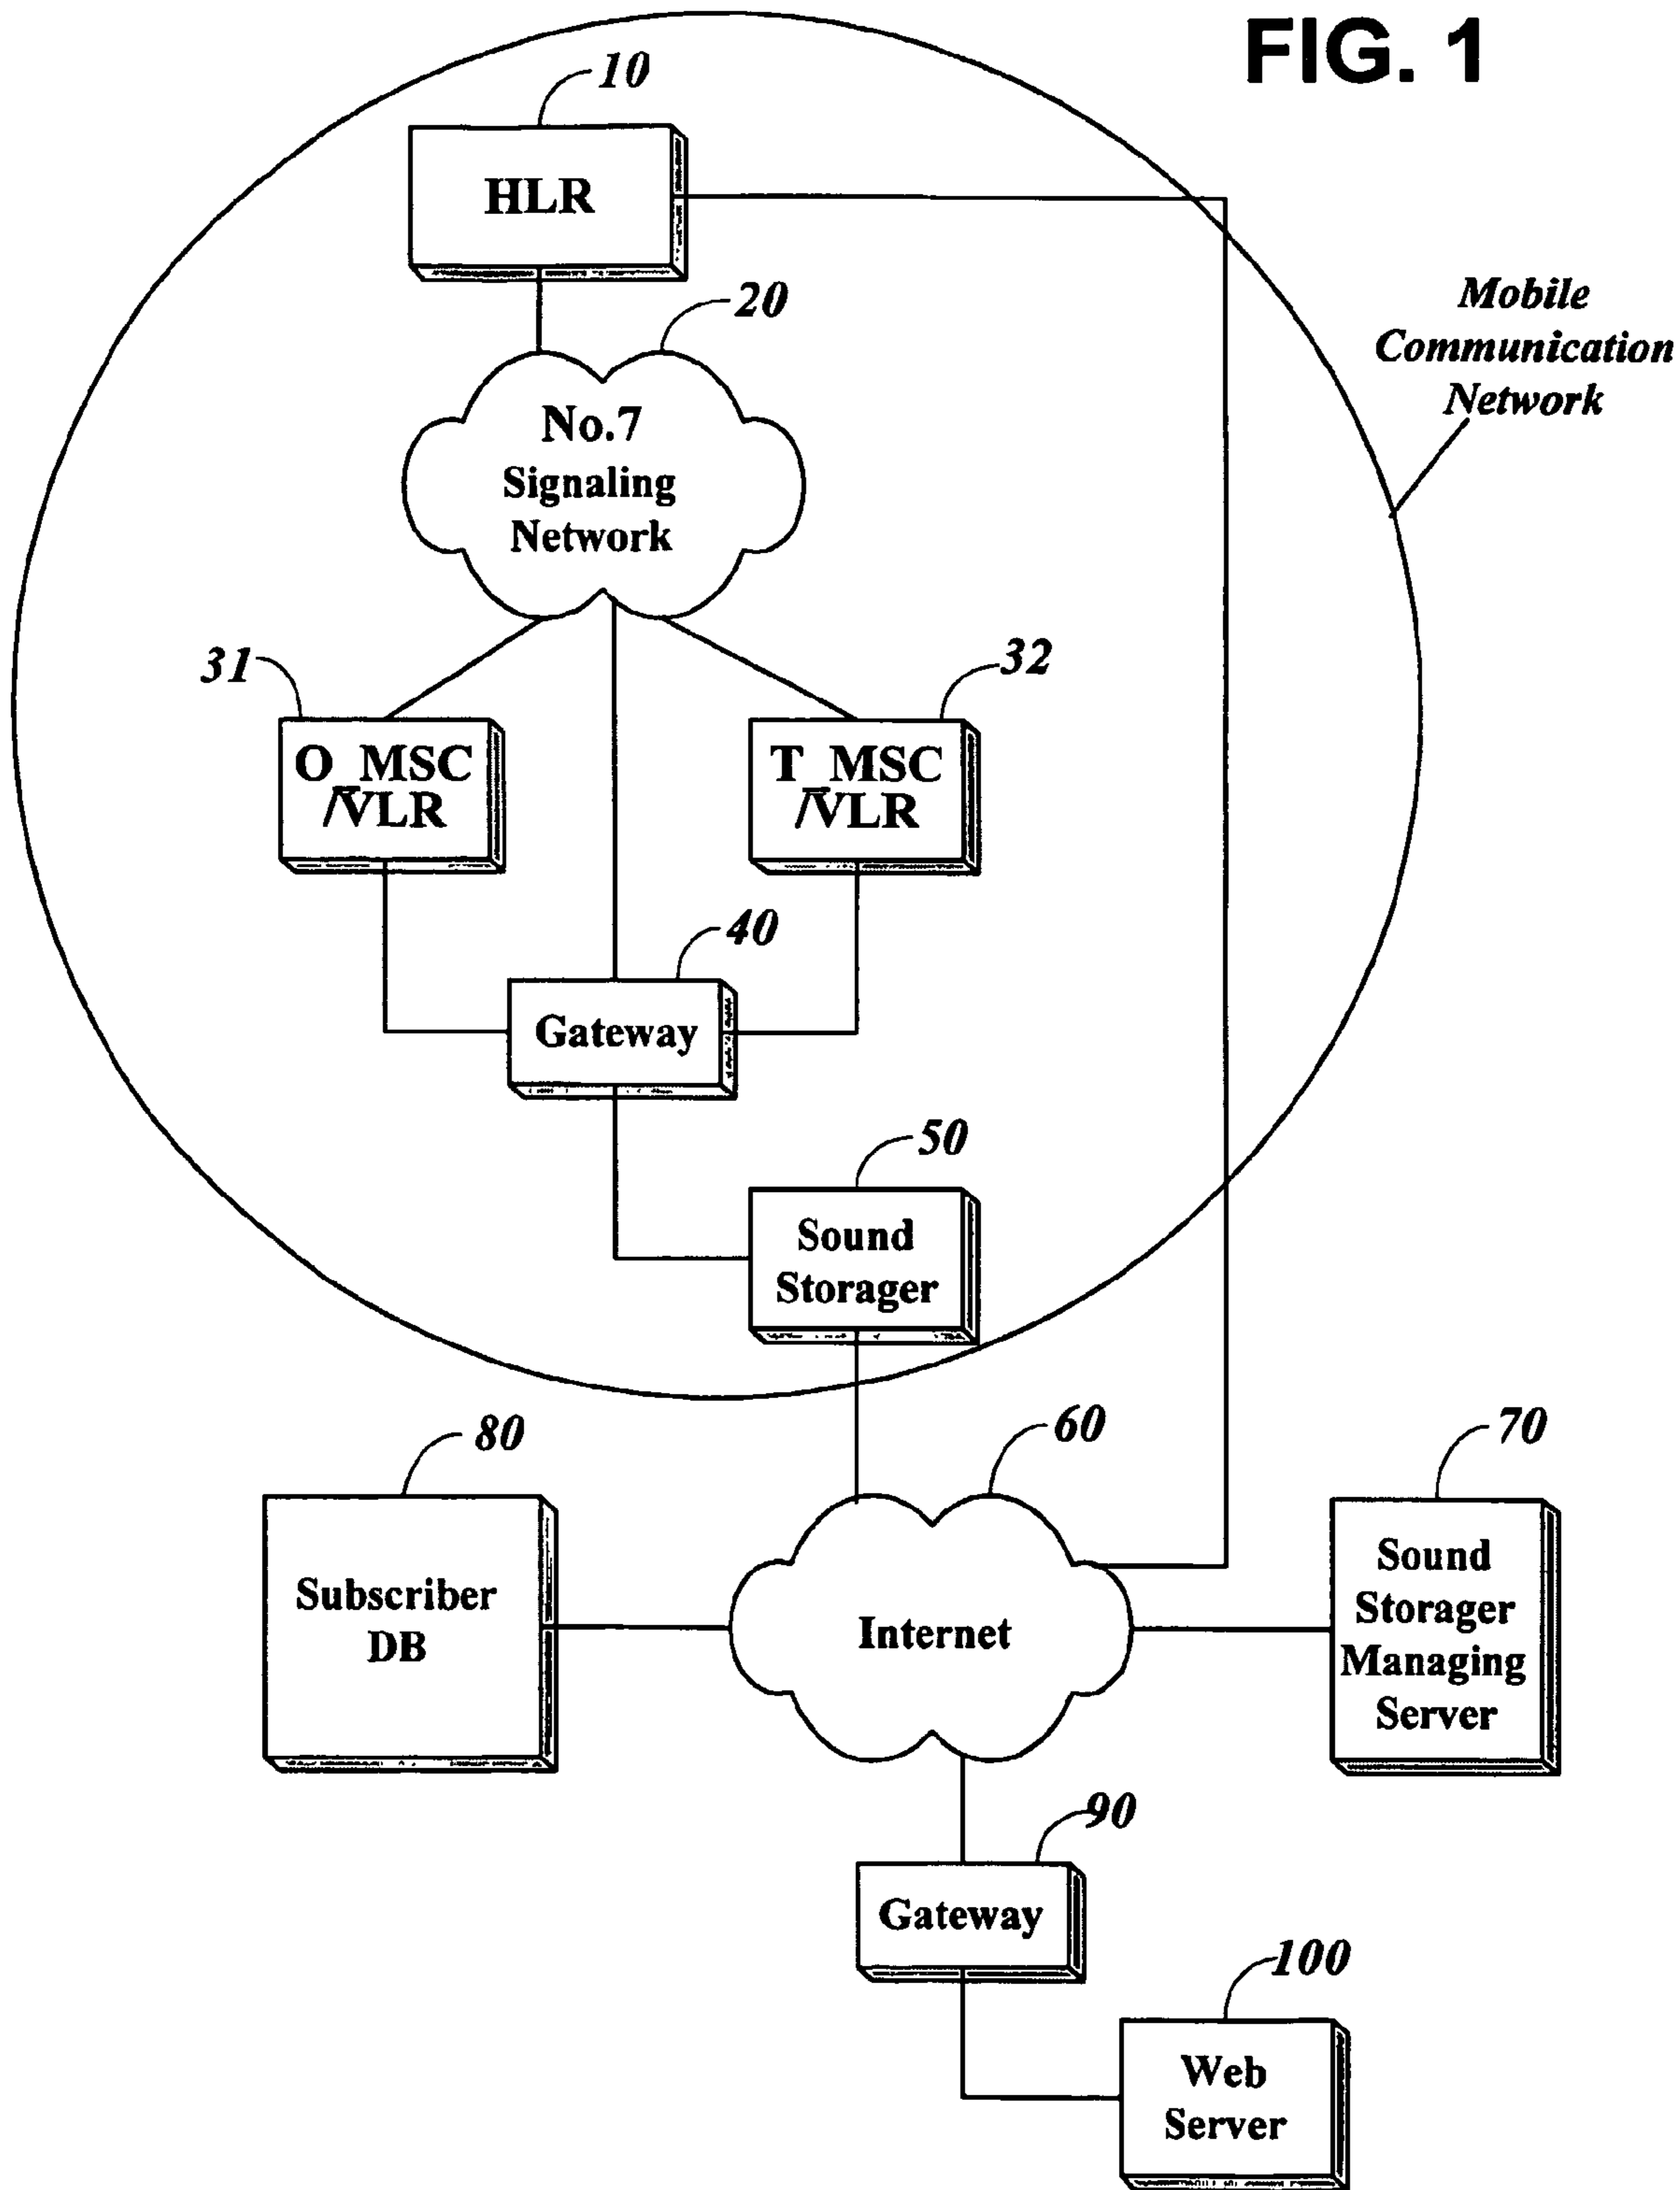 FIG. 1
10
HLR
20
Mobile
Communication
Network
No.7
Signaling
Network
31
32
O_MSC
/VLR
T_MSC
/VLR
40
Gateway
50
Sound
Storager
80
60
70
Subscriber
DB
Internet
Sound
Storager
Managing
Server
90
Gateway
100
Web
Server